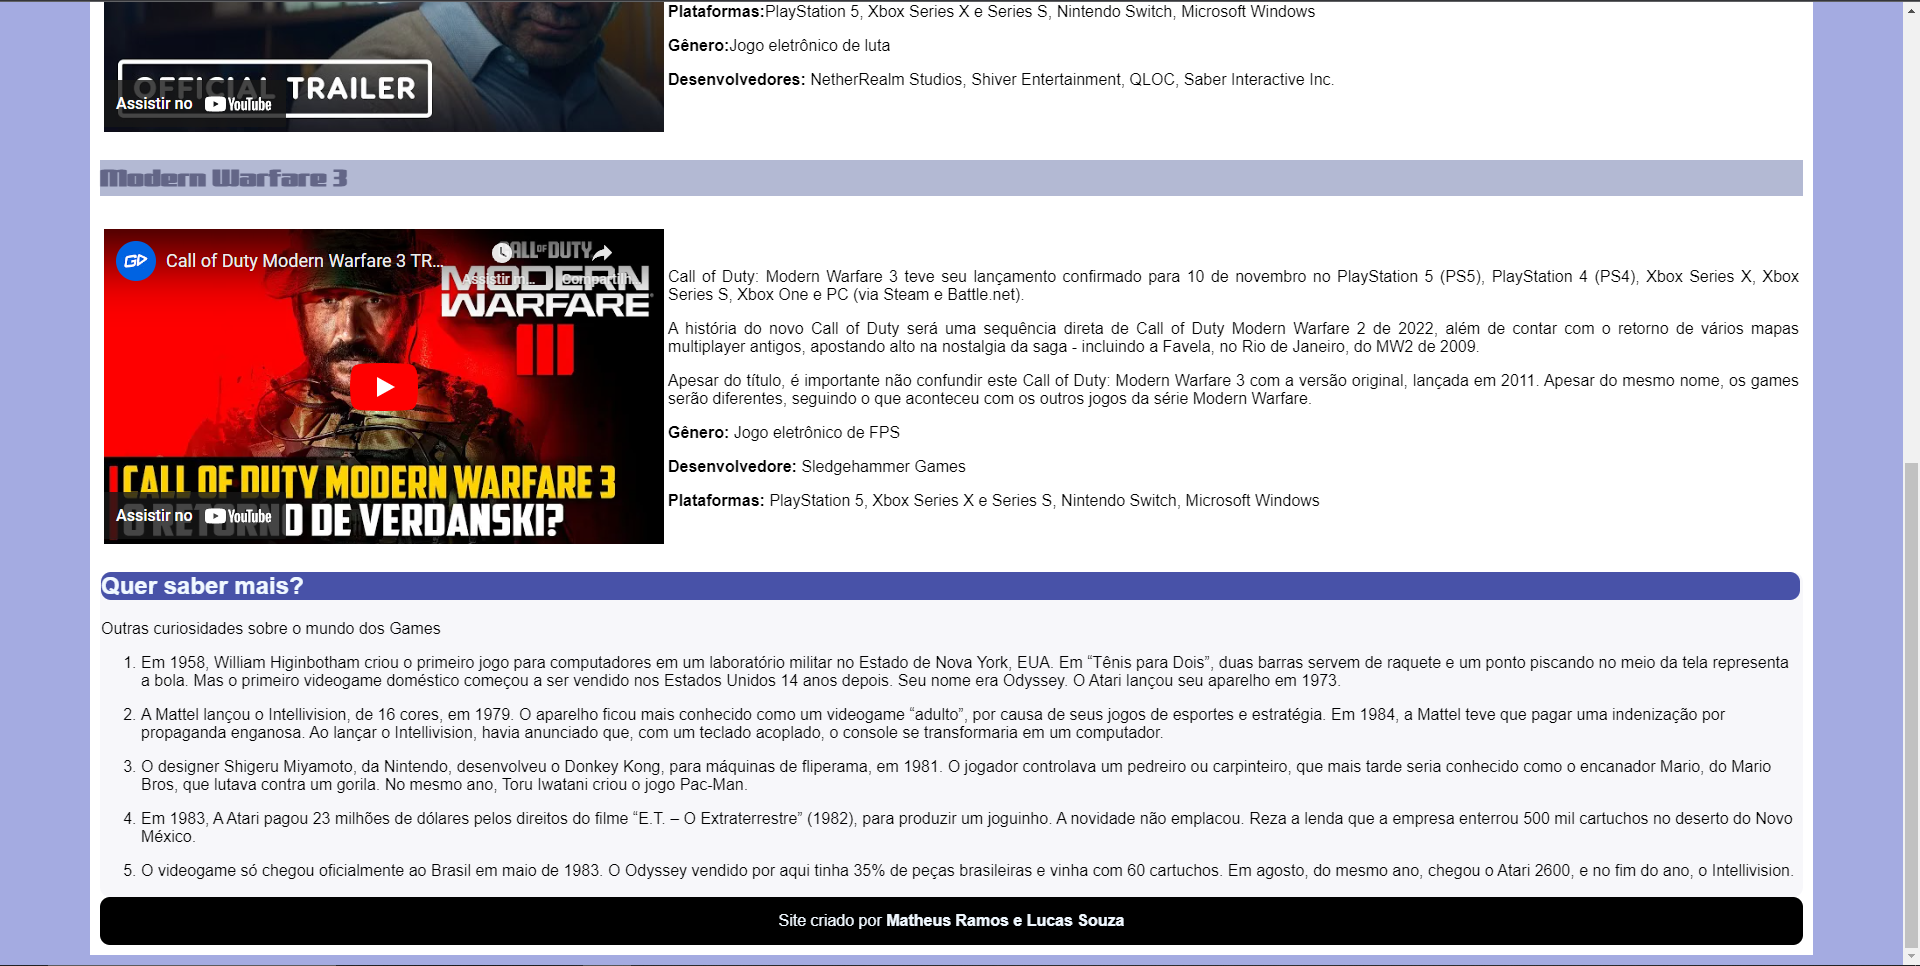 Plataformas:PlayStation 5, Xbox Series X e Series S, Nintendo Switch, Microsoft Windows
Gênero:Jogo eletrônico de luta
Desenvolvedores: NetherRealm Studios, Shiver Entertainment, QLOC, Saber Interactive Inc.
OFFICIAL TRAILER
Assistir no YouTube
Modern Warfare 3
Call of Duty Modern Warfare 3 TR...
CALL OF DUTY
Assistir m... Compartilh...
MODERN
WARFARE
III
CALL OF DUTY MODERN WARFARE 3
O RETORNO DE VERDANSKI?
Assistir no YouTube
Call of Duty: Modern Warfare 3 teve seu lançamento confirmado para 10 de novembro no PlayStation 5 (PS5), PlayStation 4 (PS4), Xbox Series X, Xbox
Series S, Xbox One e PC (via Steam e Battle.net).
A história do novo Call of Duty será uma sequência direta de Call of Duty Modern Warfare 2 de 2022, além de contar com o retorno de vários mapas
multiplayer antigos, apostando alto na nostalgia da saga - incluindo a Favela, no Rio de Janeiro, do MW2 de 2009.
Apesar do título, é importante não confundir este Call of Duty: Modern Warfare 3 com a versão original, lançada em 2011. Apesar do mesmo nome, os games
serão diferentes, seguindo o que aconteceu com os outros jogos da série Modern Warfare.
Gênero: Jogo eletrônico de FPS
Desenvolvedore: Sledgehammer Games
Plataformas: PlayStation 5, Xbox Series X e Series S, Nintendo Switch, Microsoft Windows
Quer saber mais?
Outras curiosidades sobre o mundo dos Games
1. Em 1958, William Higinbotham criou o primeiro jogo para computadores em um laboratório militar no Estado de Nova York, EUA. Em “Tênis para Dois”, duas barras servem de raquete e um ponto piscando no meio da tela representa
a bola. Mas o primeiro videogame doméstico começou a ser vendido nos Estados Unidos 14 anos depois. Seu nome era Odyssey. O Atari lançou seu aparelho em 1973.
2. A Mattel lançou o Intellivision, de 16 cores, em 1979. O aparelho ficou mais conhecido como um videogame “adulto”, por causa de seus jogos de esportes e estratégia. Em 1984, a Mattel teve que pagar uma indenização por
propaganda enganosa. Ao lançar o Intellivision, havia anunciado que, com um teclado acoplado, o console se transformaria em um computador.
3. O designer Shigeru Miyamoto, da Nintendo, desenvolveu o Donkey Kong, para máquinas de fliperama, em 1981. O jogador controlava um pedreiro ou carpinteiro, que mais tarde seria conhecido como o encanador Mario, do Mario
Bros, que lutava contra um gorila. No mesmo ano, Toru Iwatani criou o jogo Pac-Man.
4. Em 1983, A Atari pagou 23 milhões de dólares pelos direitos do filme “E.T. – O Extraterrestre” (1982), para produzir um joguinho. A novidade não emplacou. Reza a lenda que a empresa enterrou 500 mil cartuchos no deserto do Novo
México.
5. O videogame só chegou oficialmente ao Brasil em maio de 1983. O Odyssey vendido por aqui tinha 35% de peças brasileiras e vinha com 60 cartuchos. Em agosto, do mesmo ano, chegou o Atari 2600, e no fim do ano, o Intellivision.
Site criado por Matheus Ramos e Lucas Souza